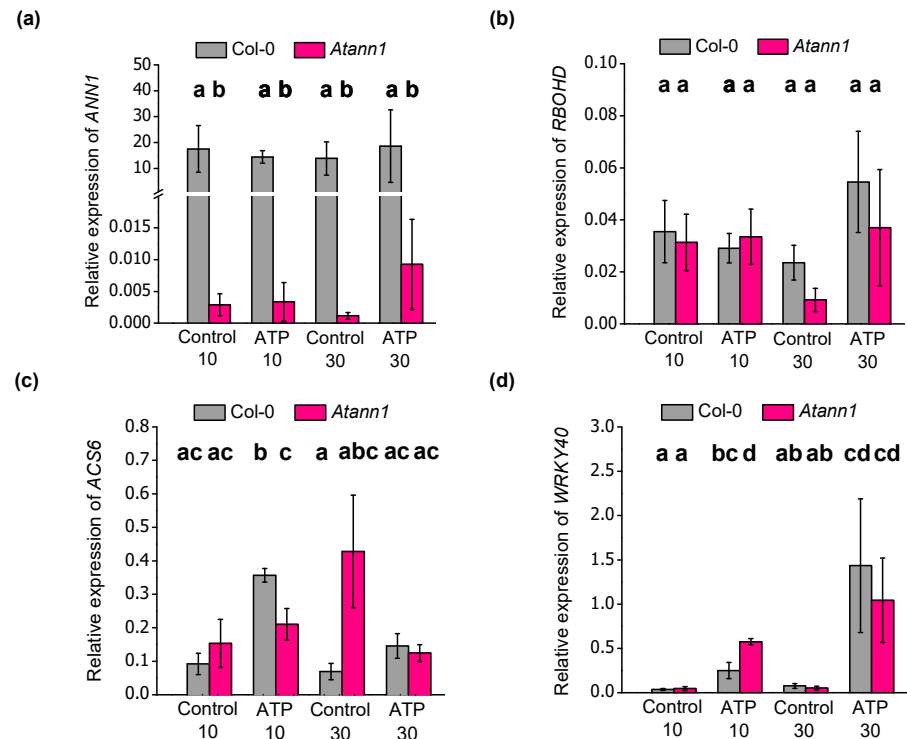 (a)
Col-0 Atann1
Relative expression of ANN1
50
40
30
20
10
0.015
0.010
0.005
0.000
a b a b a b a b
Control ATP Control ATP
10 10 30 30
(b)
Col-0 Atann1
Relative expression of RBOHD
0.10
0.08
0.06
0.04
0.02
0.00
a a a a a a a a
Control ATP Control ATP
10 10 30 30
(c)
Col-0 Atann1
Relative expression of ACS6
0.8
0.7
0.6
0.5
0.4
0.3
0.2
0.1
0.0
ac ac b c a abc ac ac
Control ATP Control ATP
10 10 30 30
(d)
Col-0 Atann1
Relative expression of WRKY40
3.0
2.5
2.0
1.5
1.0
0.5
0.0
a a bc d ab ab cd cd
Control ATP Control ATP
10 10 30 30